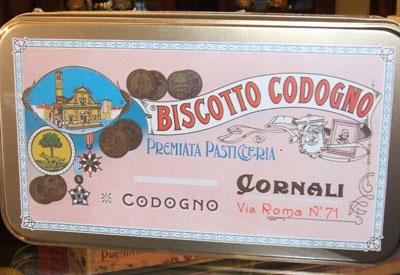 BISCOTTO CODOGNO
PREMIATA PASTICCERIA
CORNALI
CODOGNO
Via Roma N° 71